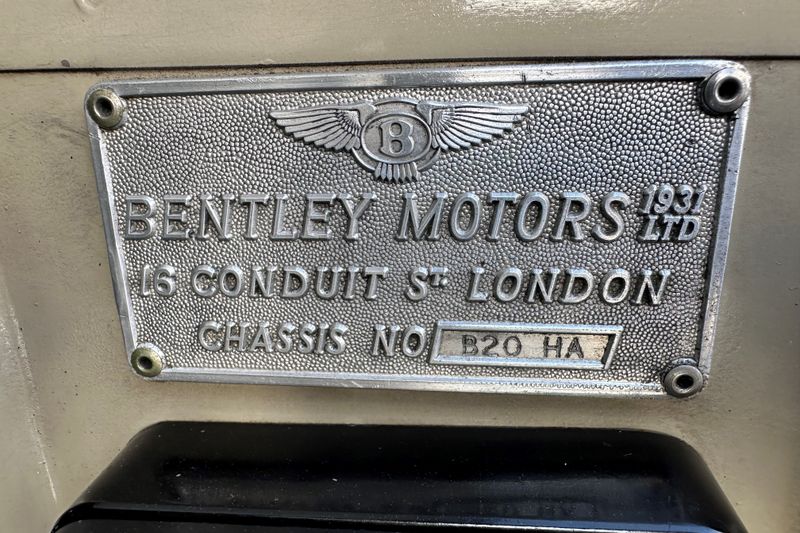 B
BENTLEY MOTORS 1931 LTD
16 CONDUIT ST LONDON
CHASSIS NO B20 HA